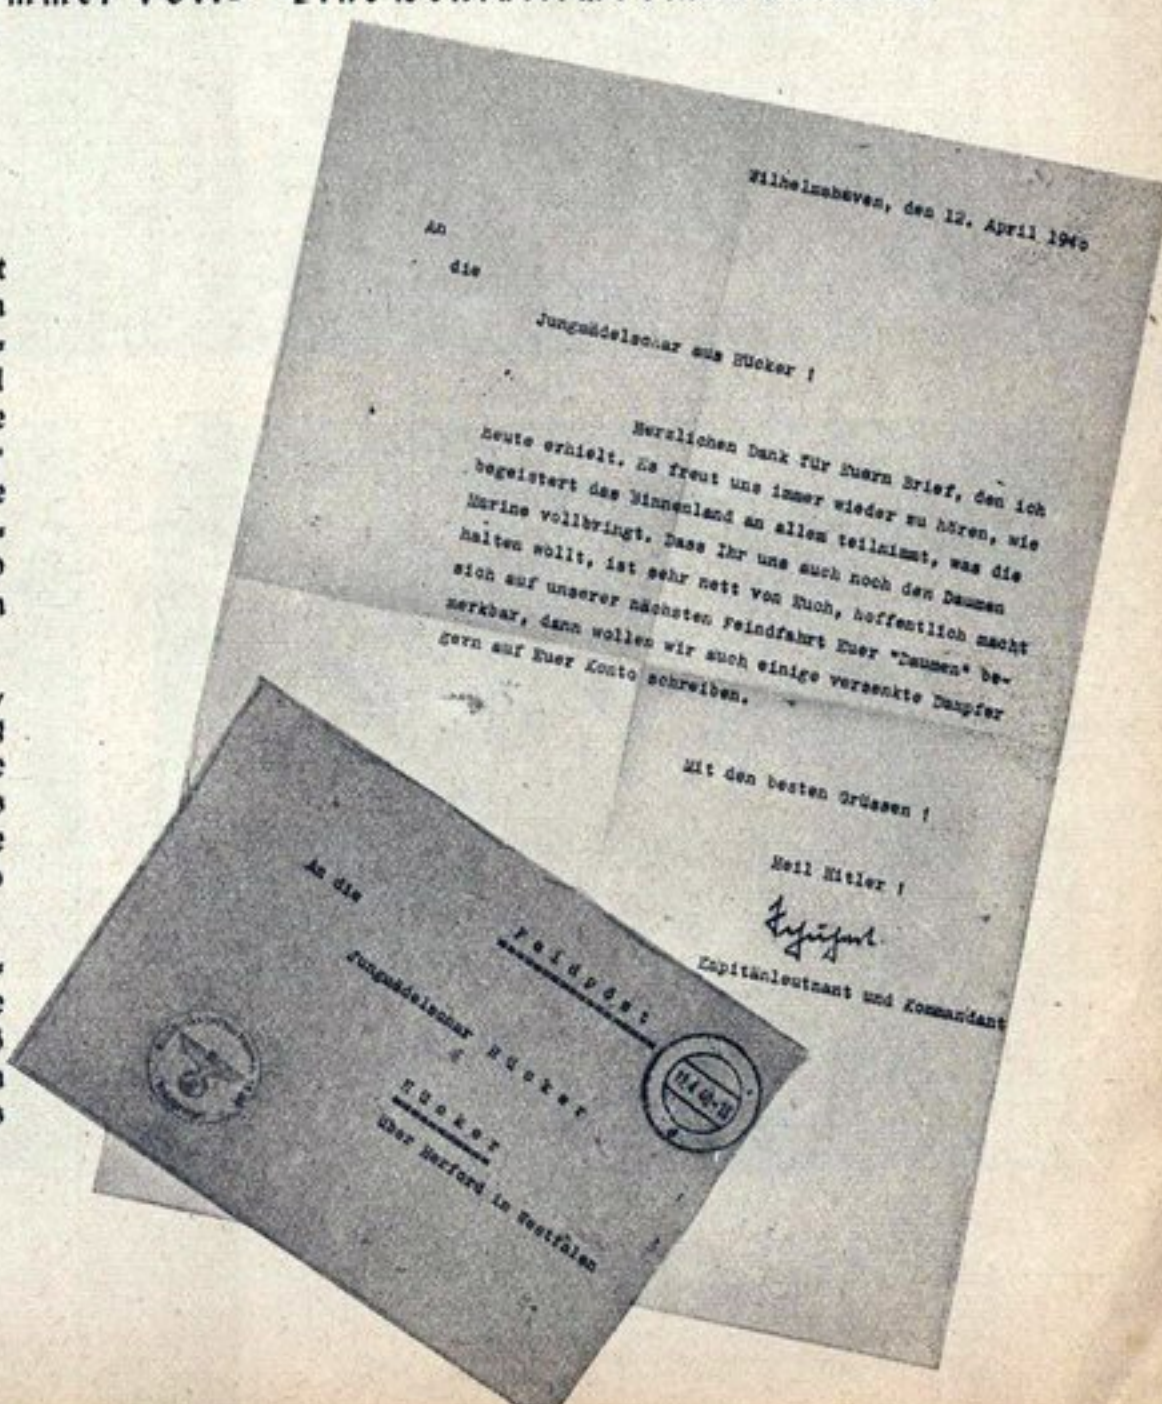 Wilhelmshaven, den 12. April 1940
An
die
Jungmädelschar aus Hücker !
Herzlichen Dank für Euern Brief, den ich
heute erhielt. Es freut uns immer wieder zu hören, wie
begeistert das Binnenland an allem teilnimmt, was die
Marine vollbringt. Dass Ihr uns auch noch den Daumen
halten wollt, ist sehr nett von Euch, hoffentlich macht
sich auf unserer nächsten Feindfahrt Euer "Daumen" be-
merkbar, dann wollen wir auch einige versenkte Dampfer
gern auf Euer Konto schreiben.
Mit den besten Grüssen !
Heil Hitler !
Kapitänleutnant und Kommandant
An die
Feldpost
Jungmädelschar Hücker
Hücker
über Herford in Westfalen